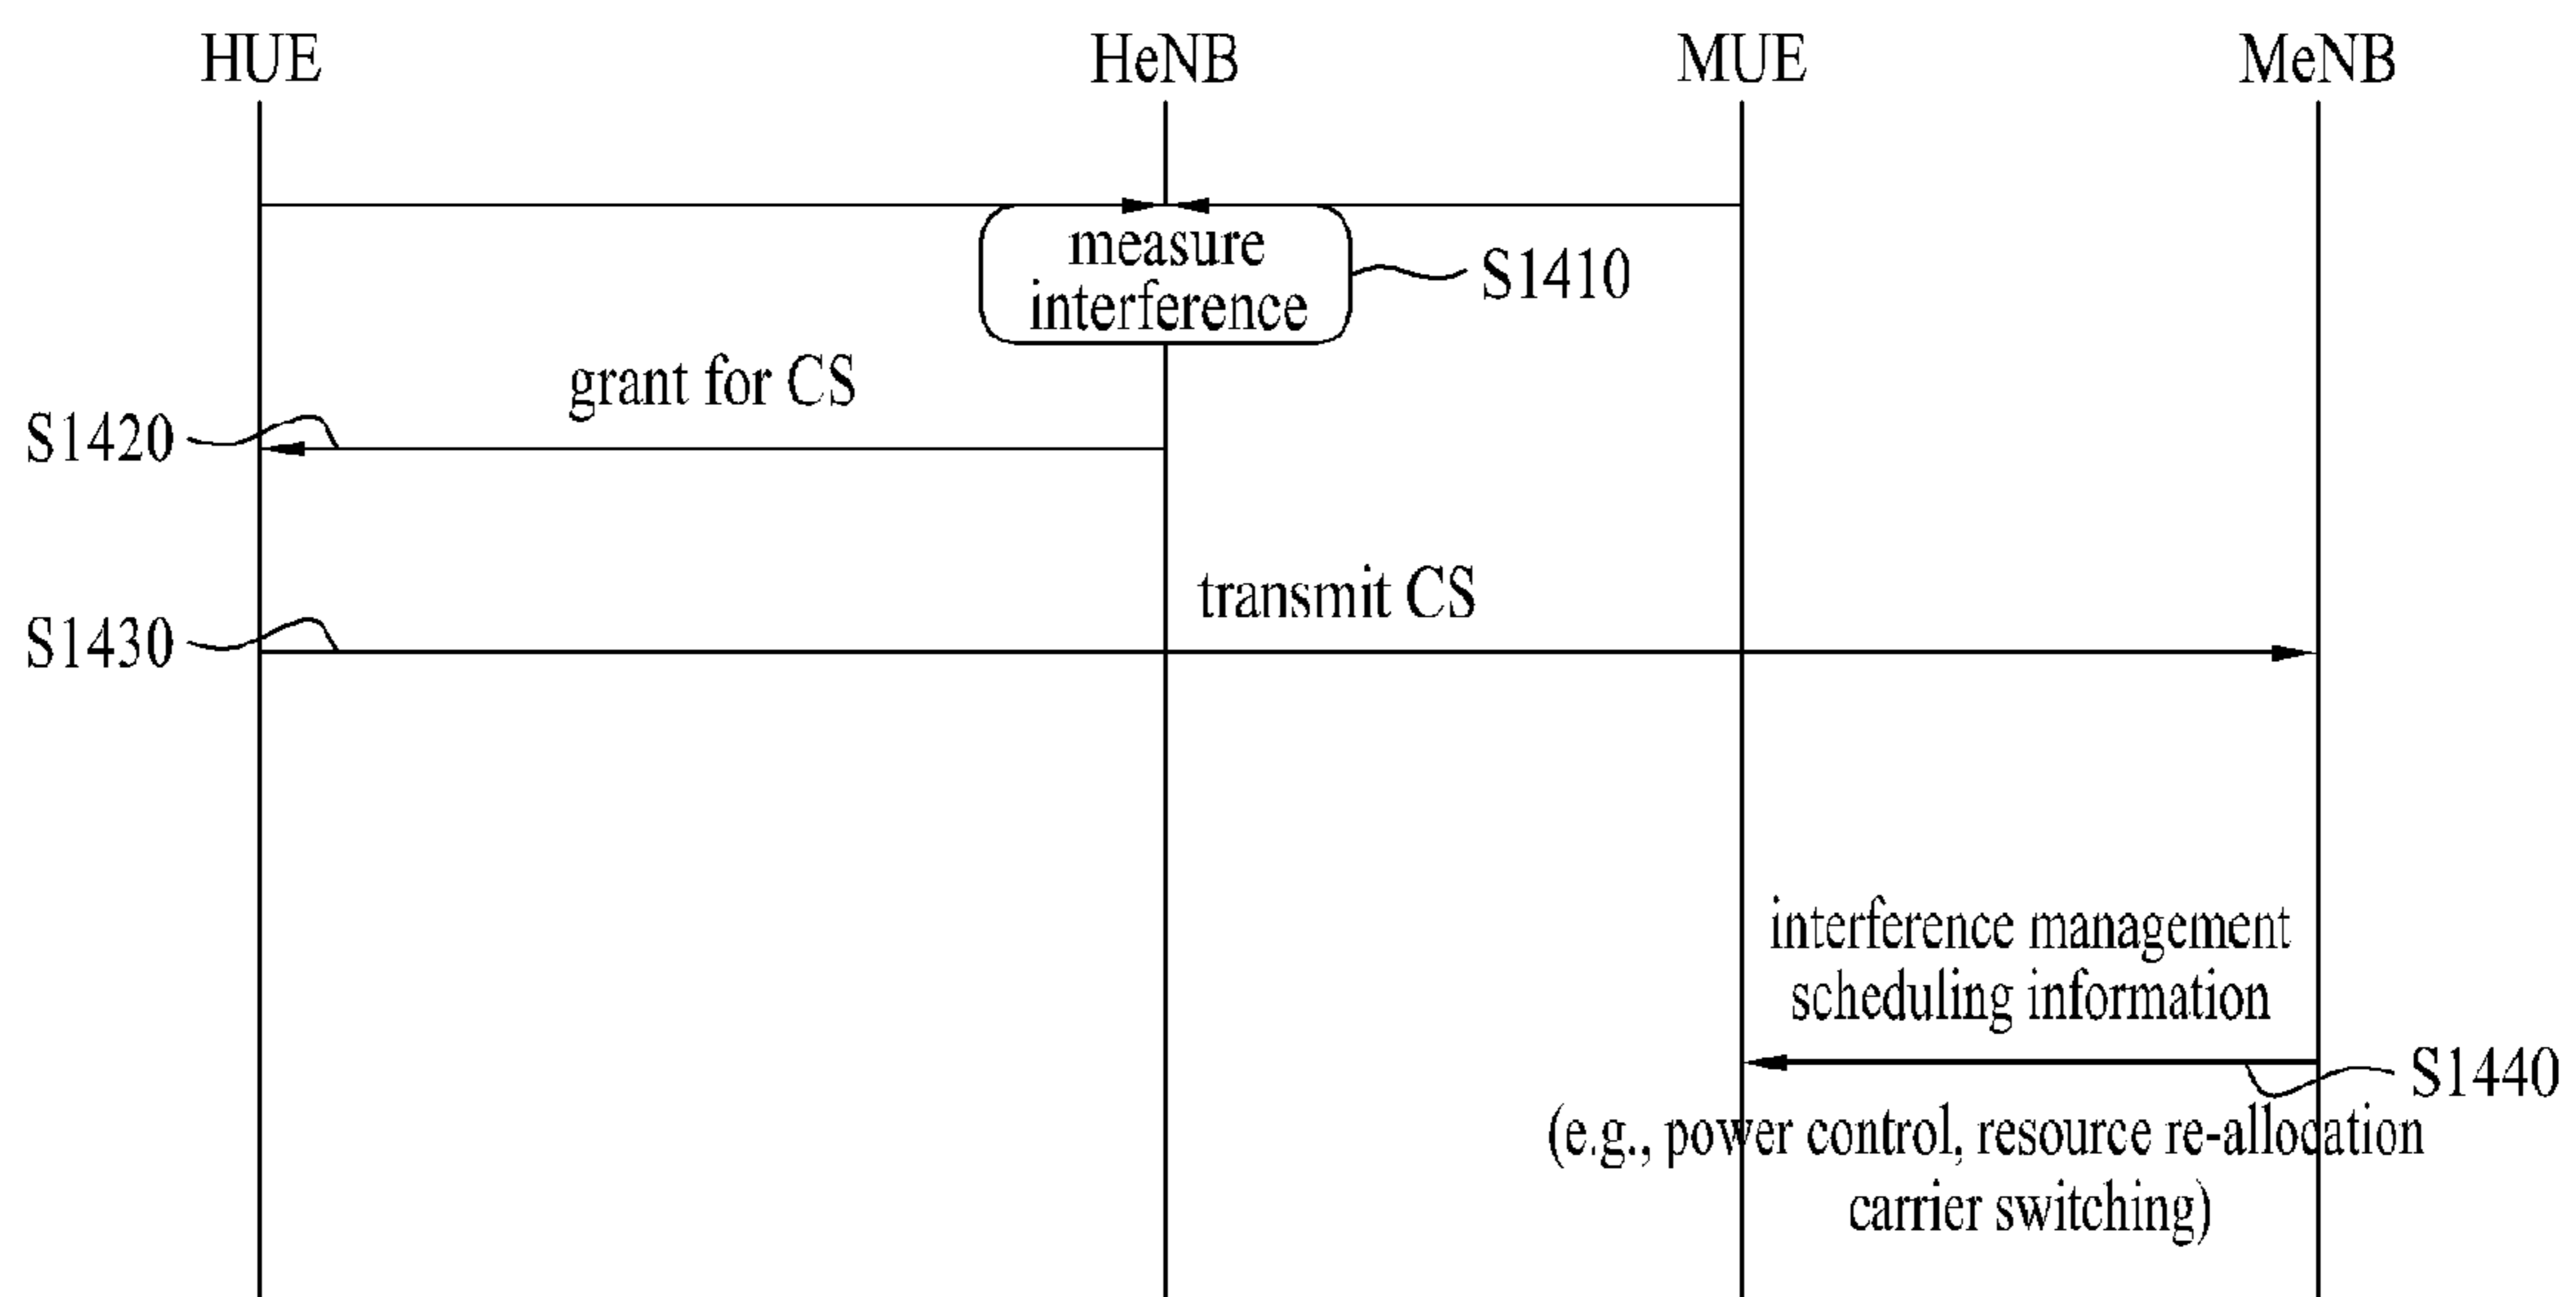 HUE HeNB MUE MeNB
measure
interference
S1410
grant for CS
S1420
transmit CS
S1430
interference management
scheduling information
S1440
(e.g., power control, resource re-allocation
carrier switching)